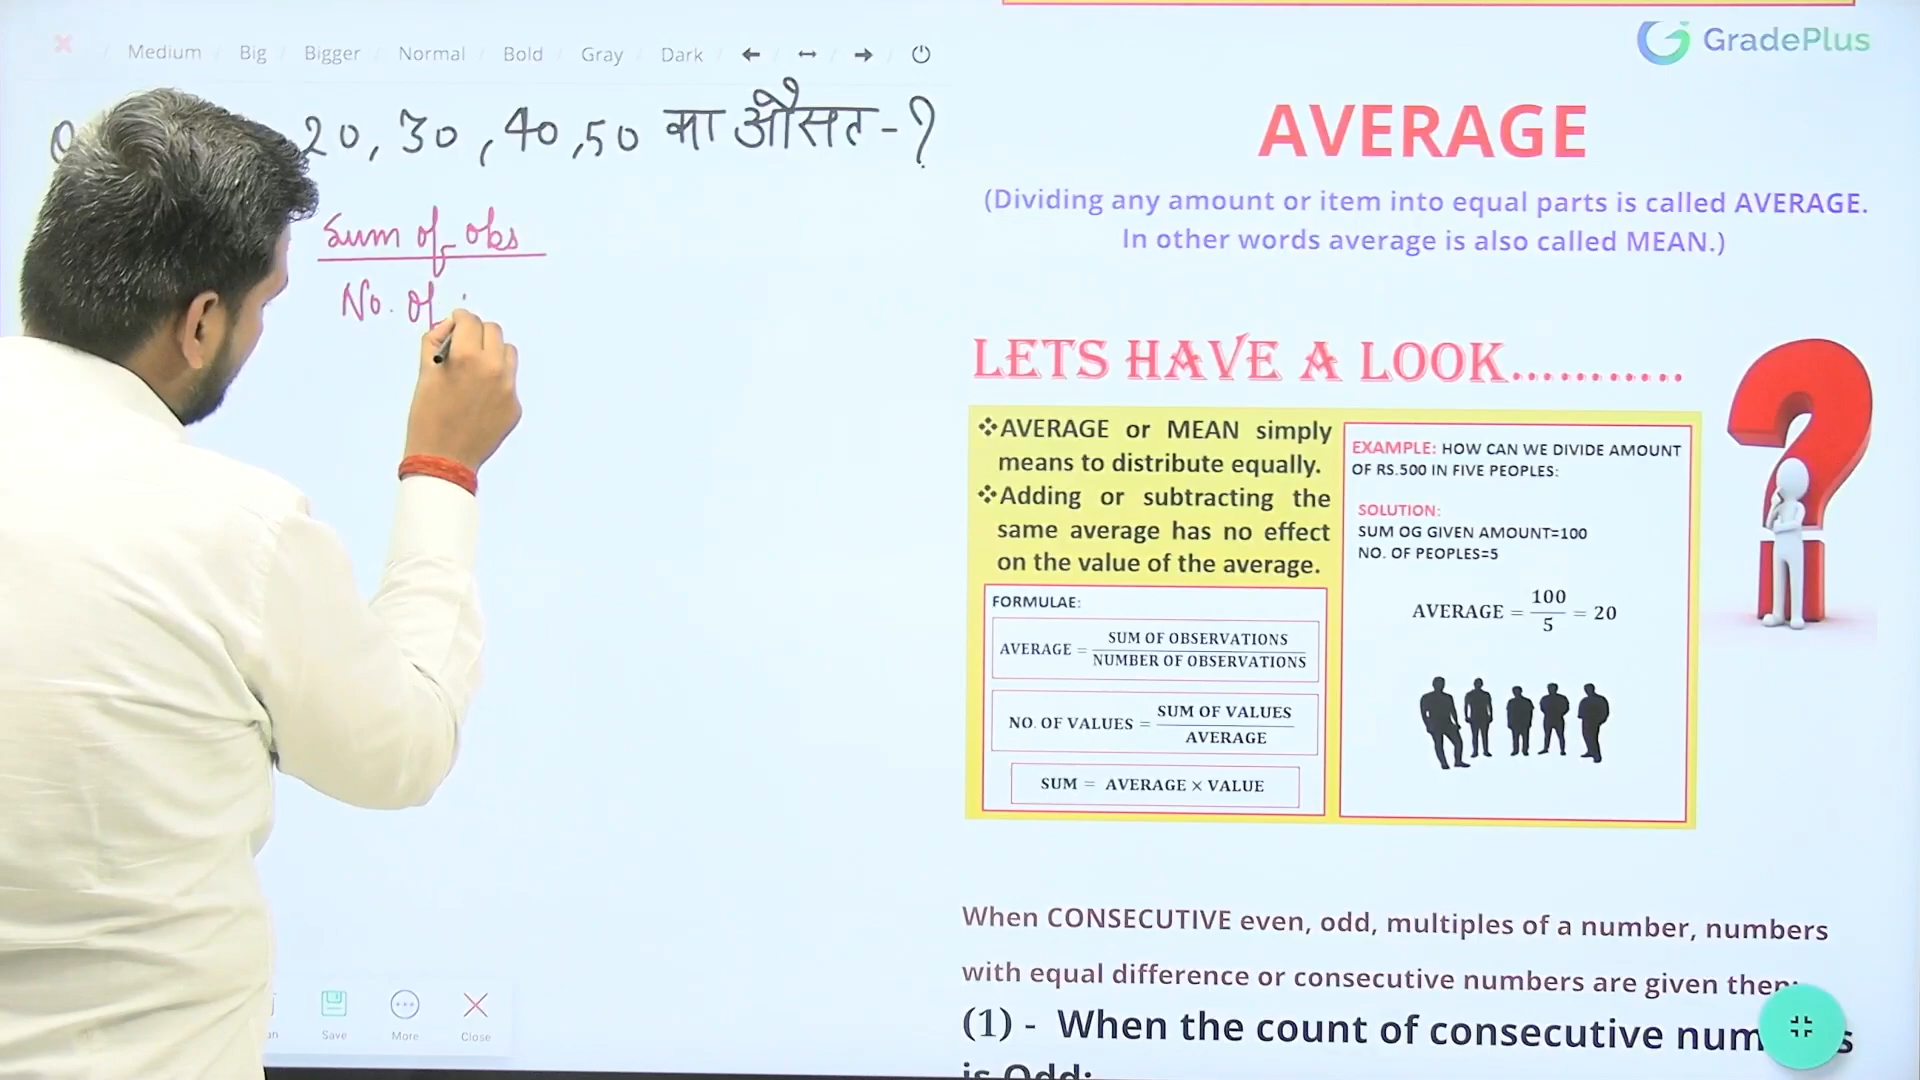 Medium / Big / Bigger / Normal / Bold / Gray / Dark
20, 30, 40, 50 का औसत - ?
Sum of obs
No. of
Save
More
Close
GradePlus
AVERAGE
(Dividing any amount or item into equal parts is called AVERAGE.
In other words average is also called MEAN.)
LETS HAVE A LOOK...........
❖AVERAGE or MEAN simply
means to distribute equally.
❖Adding or subtracting the
same average has no effect
on the value of the average.
FORMULAE:
AVERAGE = SUM OF OBSERVATIONS
NUMBER OF OBSERVATIONS
NO. OF VALUES = SUM OF VALUES
AVERAGE
SUM = AVERAGE × VALUE
EXAMPLE: HOW CAN WE DIVIDE AMOUNT
OF RS.500 IN FIVE PEOPLES:
SOLUTION:
SUM OG GIVEN AMOUNT=100
NO. OF PEOPLES=5
AVERAGE = 100
5 = 20
When CONSECUTIVE even, odd, multiples of a number, numbers
with equal difference or consecutive numbers are given then:
(1) - When the count of consecutive
is Odd: